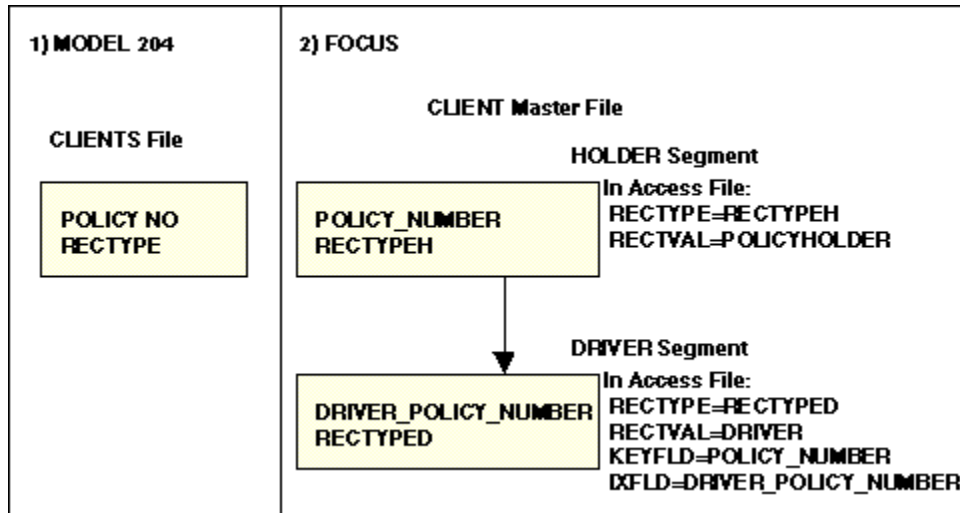 1) MODEL 204
CLIENTS File
POLICY NO
RECTYPE
2) FOCUS
CLIENT Master File
HOLDER Segment
POLICY_NUMBER
RECTYPEH
In Access File:
RECTYPE=RECTYPEH
RECTVAL=POLICYHOLDER
DRIVER Segment
DRIVER_POLICY_NUMBER
RECTYPED
In Access File:
RECTYPE=RECTYPED
RECTVAL=DRIVER
KEYFLD=POLICY_NUMBER
IXFLD=DRIVER_POLICY_NUMBER